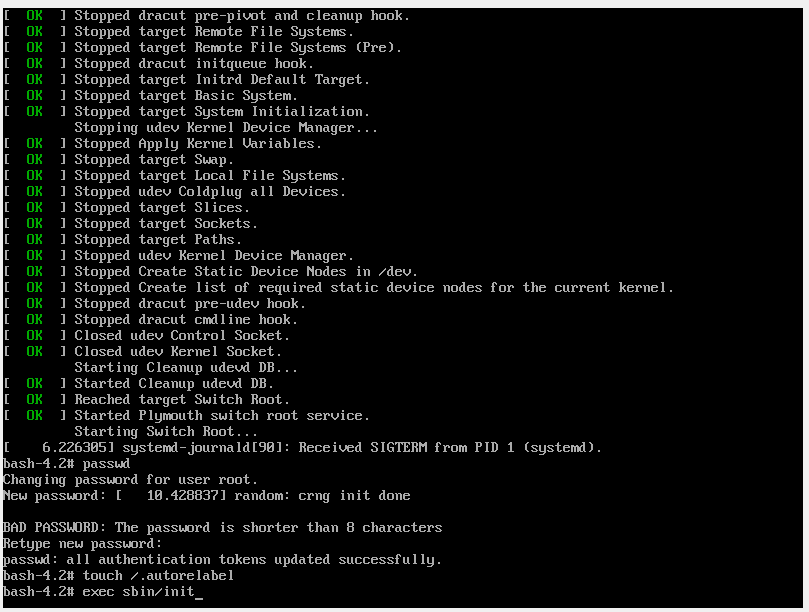 [  OK  ] Stopped dracut pre-pivot and cleanup hook.
[  OK  ] Stopped target Remote File Systems.
[  OK  ] Stopped target Remote File Systems (Pre).
[  OK  ] Stopped dracut initqueue hook.
[  OK  ] Stopped target Initrd Default Target.
[  OK  ] Stopped target Basic System.
[  OK  ] Stopped target System Initialization.
         Stopping udev Kernel Device Manager...
[  OK  ] Stopped Apply Kernel Variables.
[  OK  ] Stopped target Swap.
[  OK  ] Stopped target Local File Systems.
[  OK  ] Stopped udev Coldplug all Devices.
[  OK  ] Stopped target Slices.
[  OK  ] Stopped target Sockets.
[  OK  ] Stopped target Paths.
[  OK  ] Stopped udev Kernel Device Manager.
[  OK  ] Stopped Create Static Device Nodes in /dev.
[  OK  ] Stopped Create list of required static device nodes for the current kernel.
[  OK  ] Stopped dracut pre-udev hook.
[  OK  ] Stopped dracut cmdline hook.
[  OK  ] Closed udev Control Socket.
[  OK  ] Closed udev Kernel Socket.
         Starting Cleanup udevd DB...
[  OK  ] Started Cleanup udevd DB.
[  OK  ] Reached target Switch Root.
[  OK  ] Started Plymouth switch root service.
         Starting Switch Root...
[    6.226305] systemd-journald[90]: Received SIGTERM from PID 1 (systemd).
bash-4.2# passwd
Changing password for user root.
New password: [   10.428837] random: crng init done
BAD PASSWORD: The password is shorter than 8 characters
Retype new password:
passwd: all authentication tokens updated successfully.
bash-4.2# touch /.autorelabel
bash-4.2# exec sbin/init_